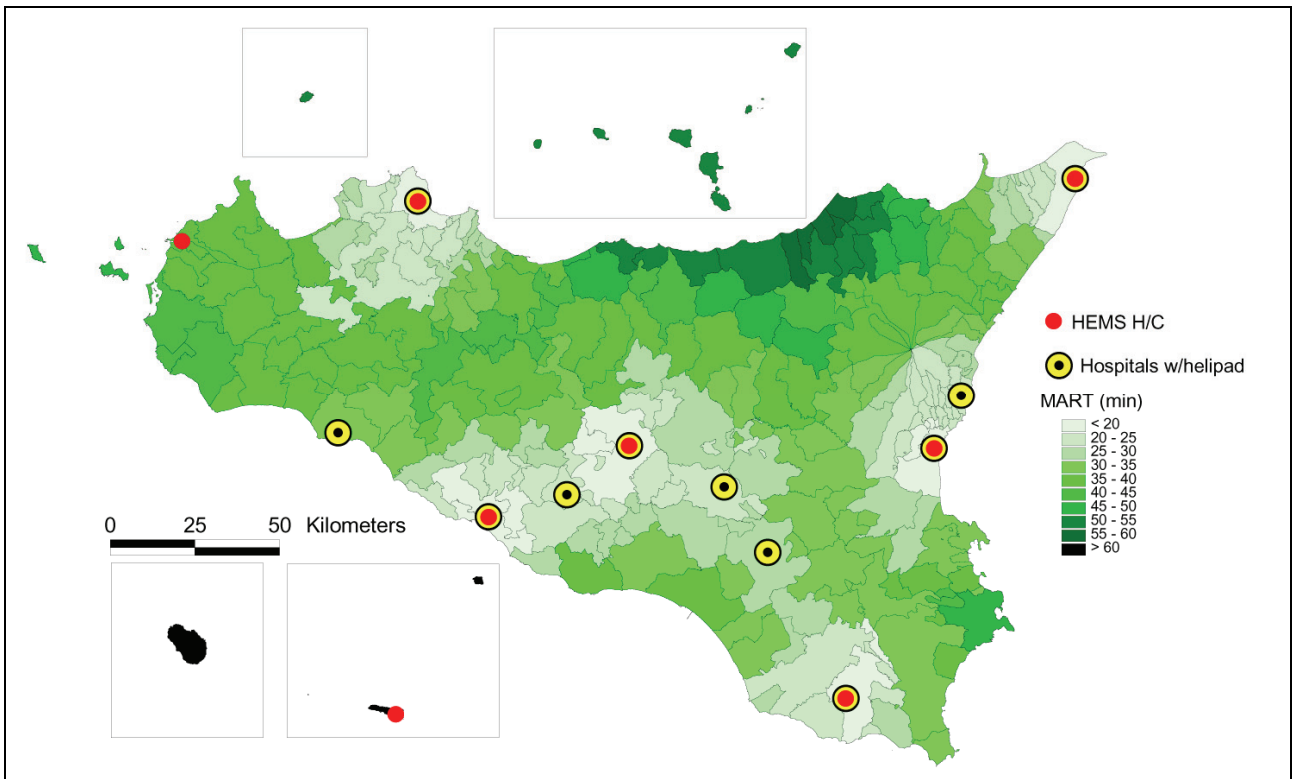 HEMS H/C
Hospitals w/helipad
MART (min)
< 20
20 - 25
25 - 30
30 - 35
35 - 40
40 - 45
45 - 50
50 - 55
55 - 60
> 60
0 25 50 Kilometers